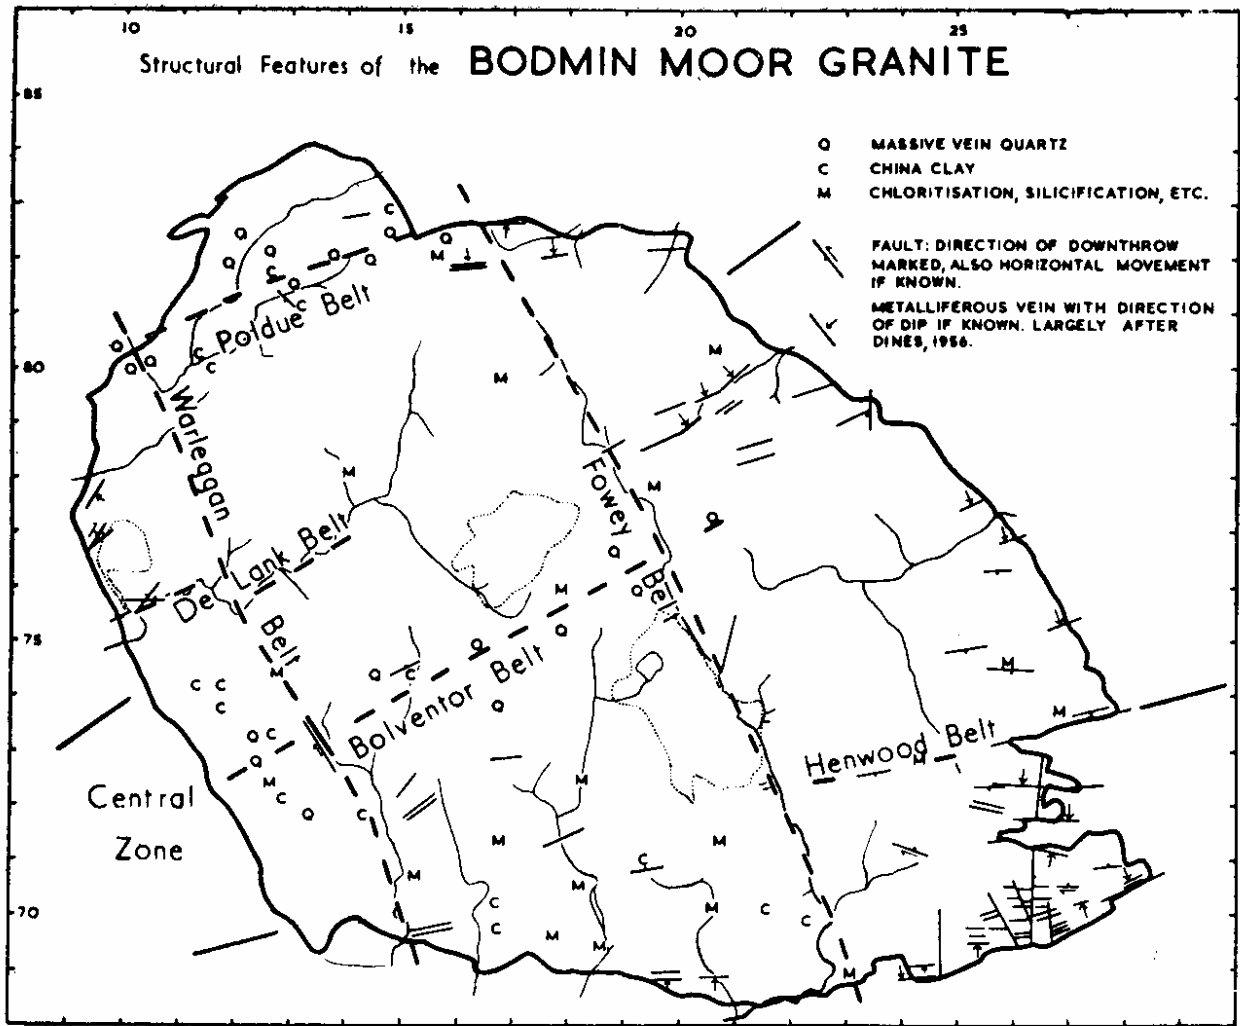 10 15 20 25
Structural Features of the BODMIN MOOR GRANITE
85
Q MASSIVE VEIN QUARTZ
C CHINA CLAY
M CHLORITISATION, SILICIFICATION, ETC.
FAULT: DIRECTION OF DOWNTHROW
MARKED, ALSO HORIZONTAL MOVEMENT
IF KNOWN.
METALLIFEROUS VEIN WITH DIRECTION
OF DIP IF KNOWN. LARGELY AFTER
DINES, 1956.
Poldue Belt
80
Warleggan
Belt
Fowey
Belt
De Lank Belt
75
Bolventor Belt
Henwood Belt
Central
Zone
70